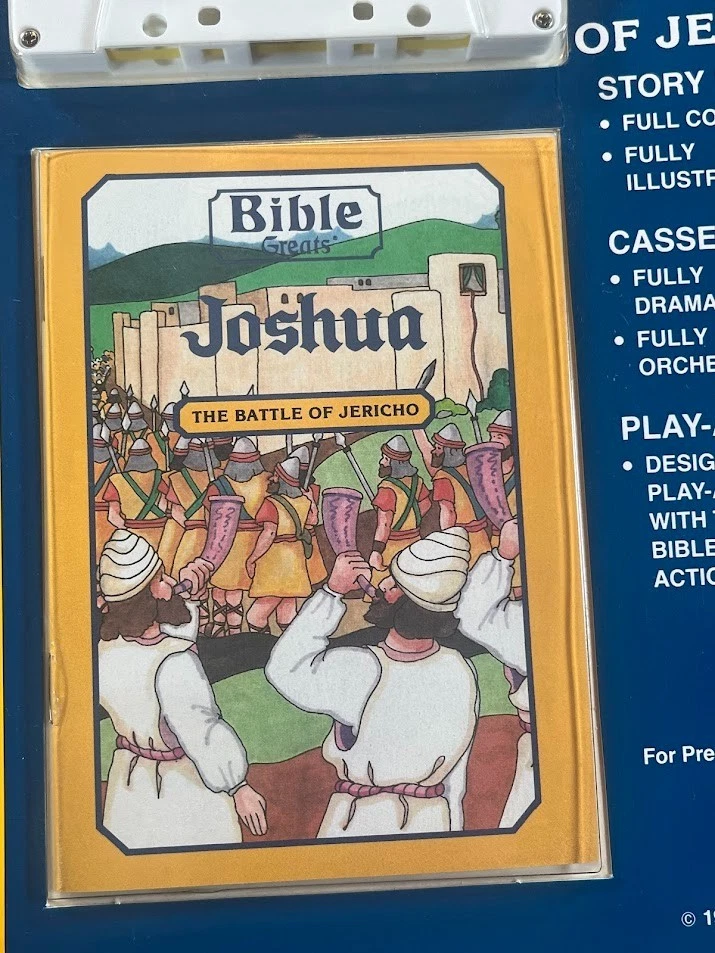 Bible
Greats
Joshua
THE BATTLE OF JERICHO
OF JE
STORY
• FULL CO
• FULLY
ILLUSTR
CASSE
• FULLY
DRAMA
• FULLY
ORCHE
PLAY-A
• DESIG
PLAY-A
WITH
BIBLE
ACTIO
For Pre
© 19